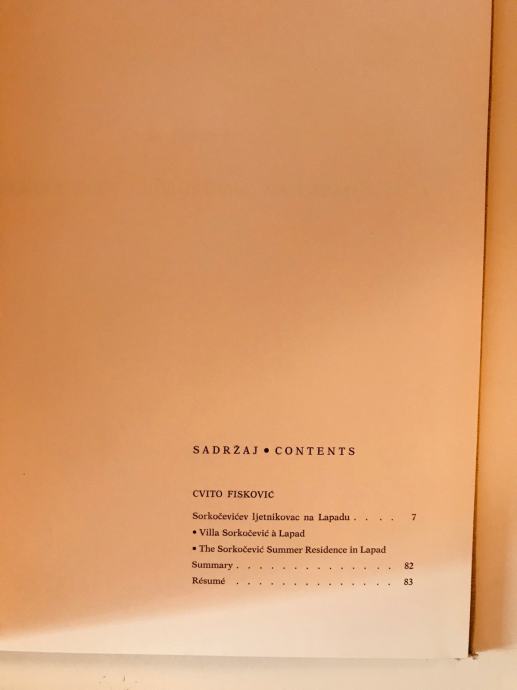 SADRŽAJ • CONTENTS
CVITO FISKOVIĆ
Sorkočevićev ljetnikovac na Lapadu . . . . 7
• Villa Sorkočević à Lapad
• The Sorkočević Summer Residence in Lapad
Summary . . . . . . . . . . . . . . 82
Résumé . . . . . . . . . . . . . . 83